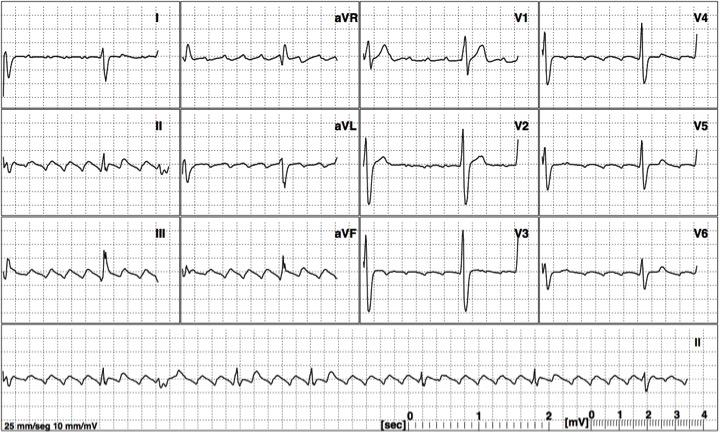 I aVR V1 V4
II aVL V2 V5
III aVF V3 V6
II
25 mm/seg 10 mm/mV [sec] 0 1 2 [mV] 0 1 2 3 4